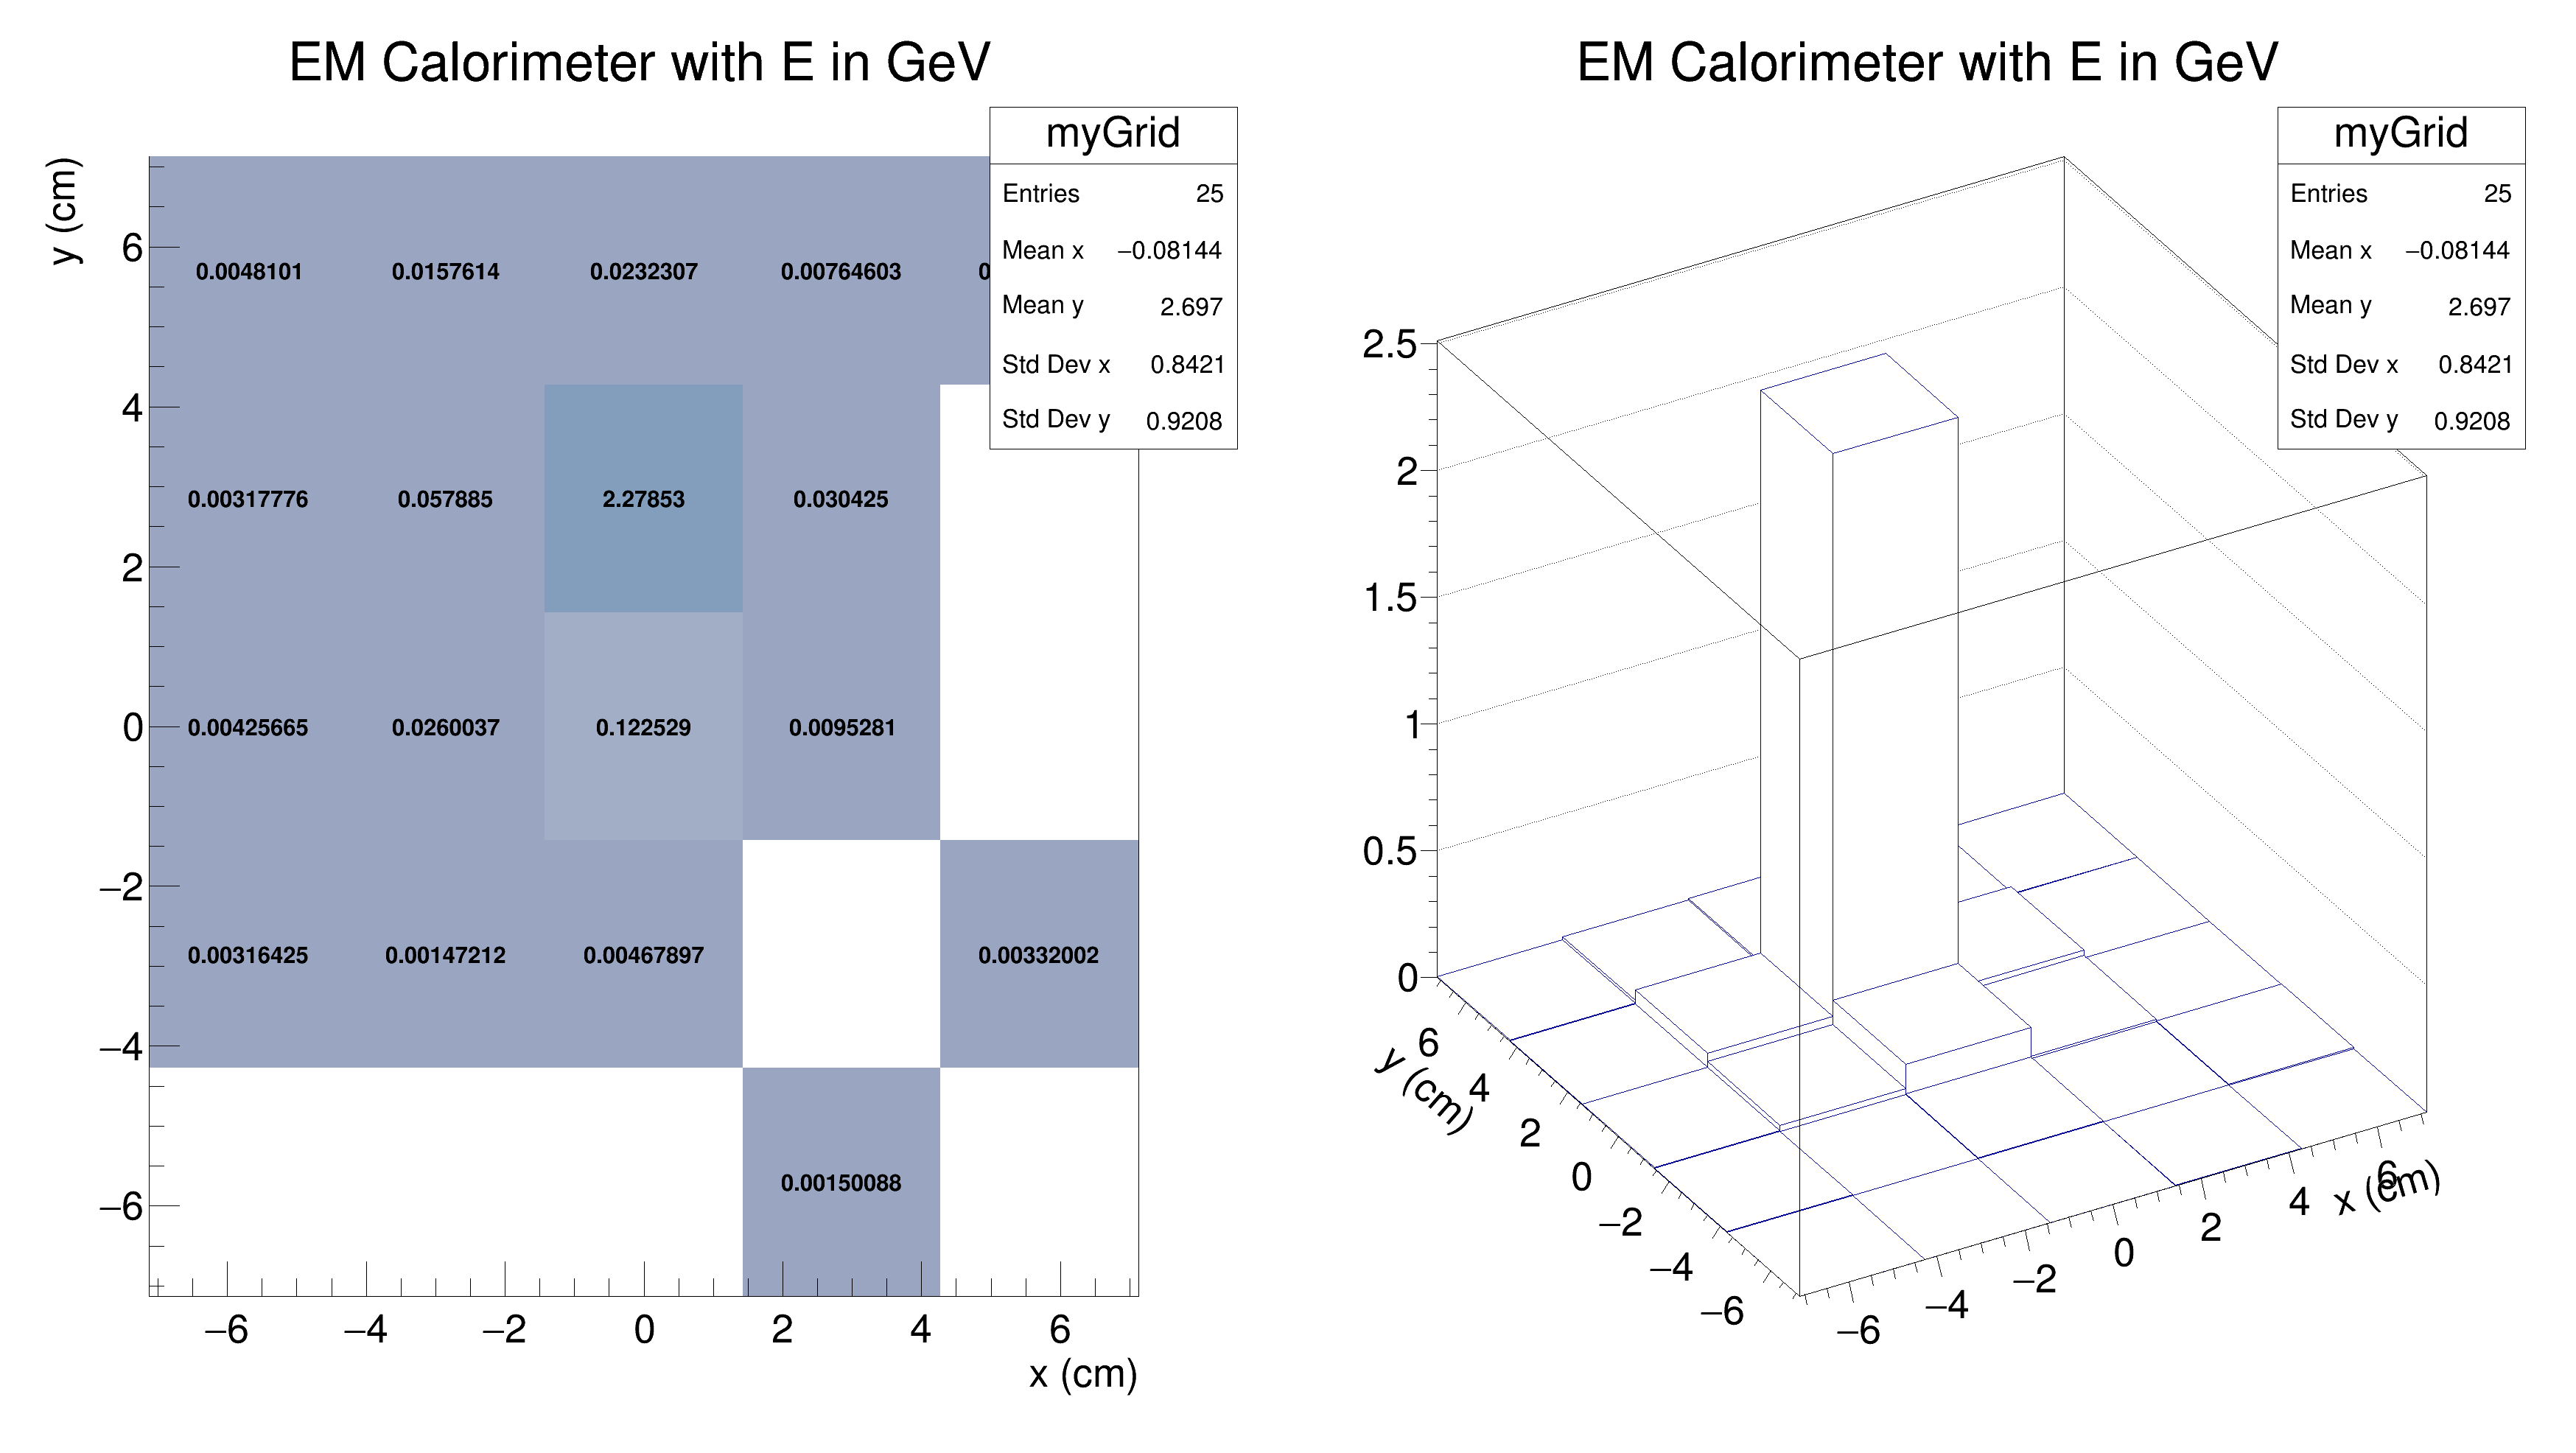 EM Calorimeter with E in GeV
myGrid
Entries 25
Mean x −0.08144
Mean y 2.697
Std Dev x 0.8421
Std Dev y 0.9208
y (cm)
6
4
2
0
−2
−4
−6
0.0048101 0.0157614 0.0232307 0.00764603
0.00317776 0.057885 2.27853 0.030425
0.00425665 0.0260037 0.122529 0.0095281
0.00316425 0.00147212 0.00467897 0.00332002
0.00150088
−6 −4 −2 0 2 4 6
x (cm)
EM Calorimeter with E in GeV
myGrid
Entries 25
Mean x −0.08144
Mean y 2.697
Std Dev x 0.8421
Std Dev y 0.9208
2.5
2
1.5
1
0.5
0
6
4
2
0
−2
−4
−6
y (cm)
−6
−4
−2
0
2
4
6
x (cm)